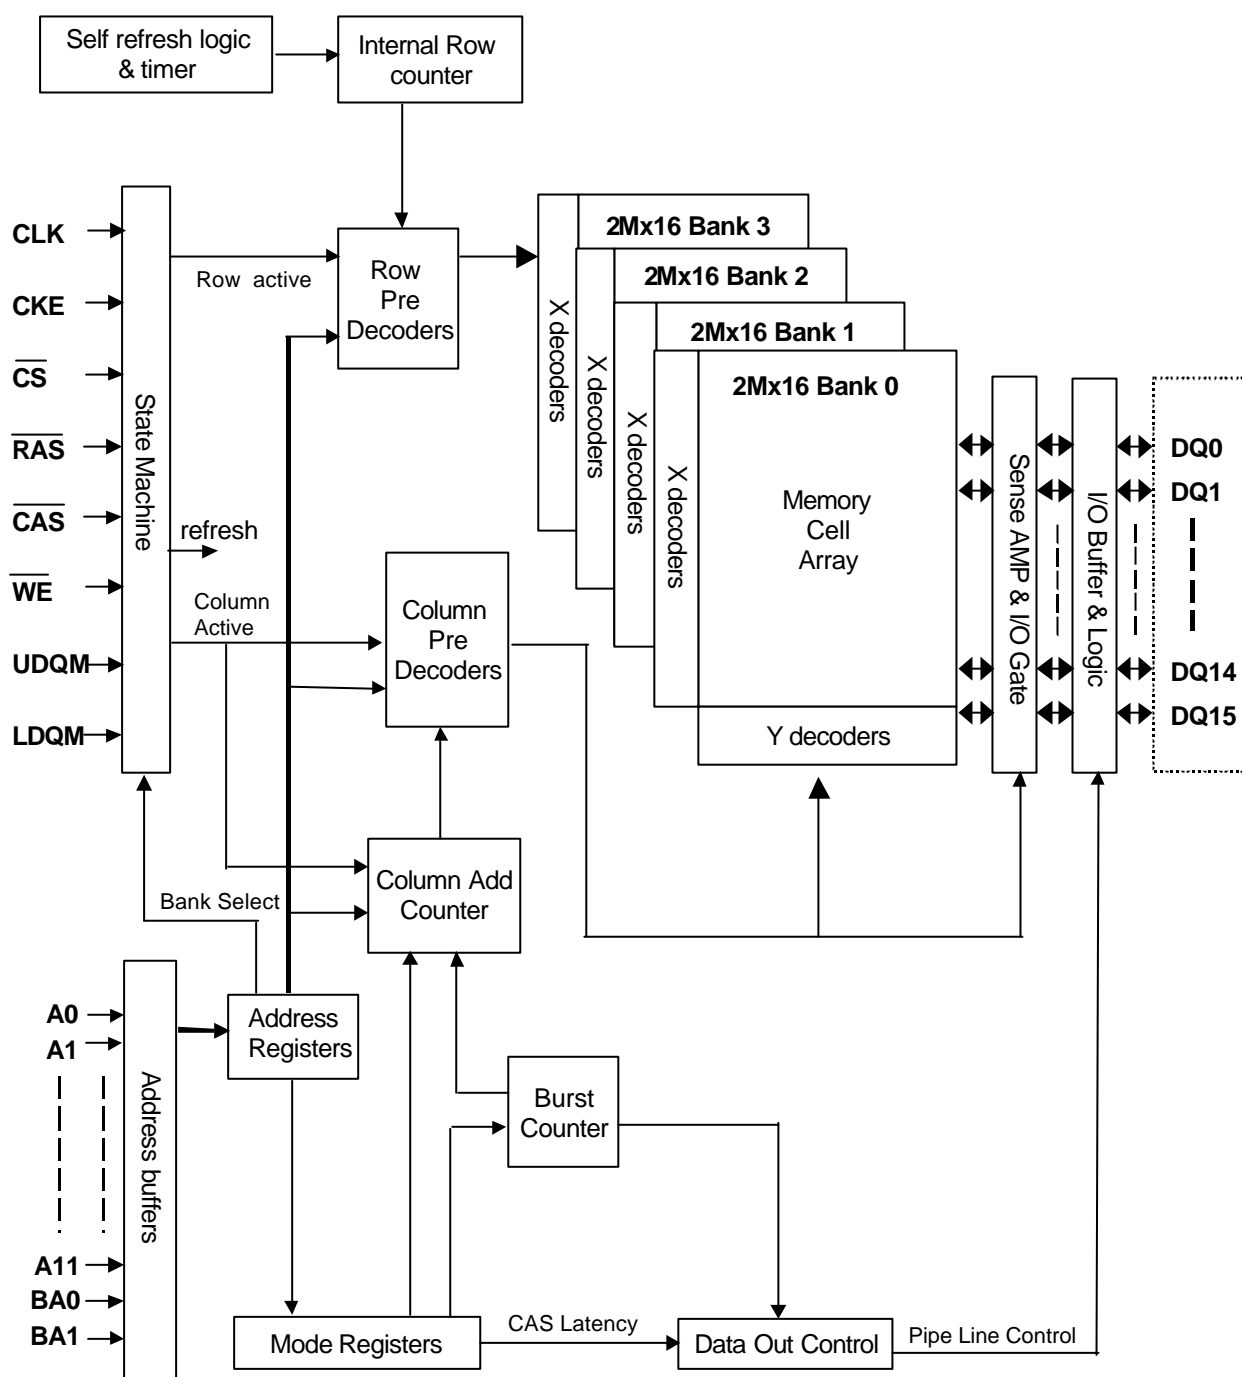 Self refresh logic
& timer
Internal Row
counter
CLK
CKE
CS
RAS
CAS
WE
UDQM
LDQM
State Machine
Row active
refresh
Column
Active
Bank Select
Row
Pre
Decoders
Column
Pre
Decoders
Column Add
Counter
X decoders
X decoders
X decoders
X decoders
2Mx16 Bank 3
2Mx16 Bank 2
2Mx16 Bank 1
2Mx16 Bank 0
Memory
Cell
Array
Y decoders
Sense AMP & I/O Gate
I/O Buffer & Logic
DQ0
DQ1
DQ14
DQ15
A0
A1
A11
BA0
BA1
Address buffers
Address
Registers
Burst
Counter
Mode Registers
CAS Latency
Data Out Control
Pipe Line Control